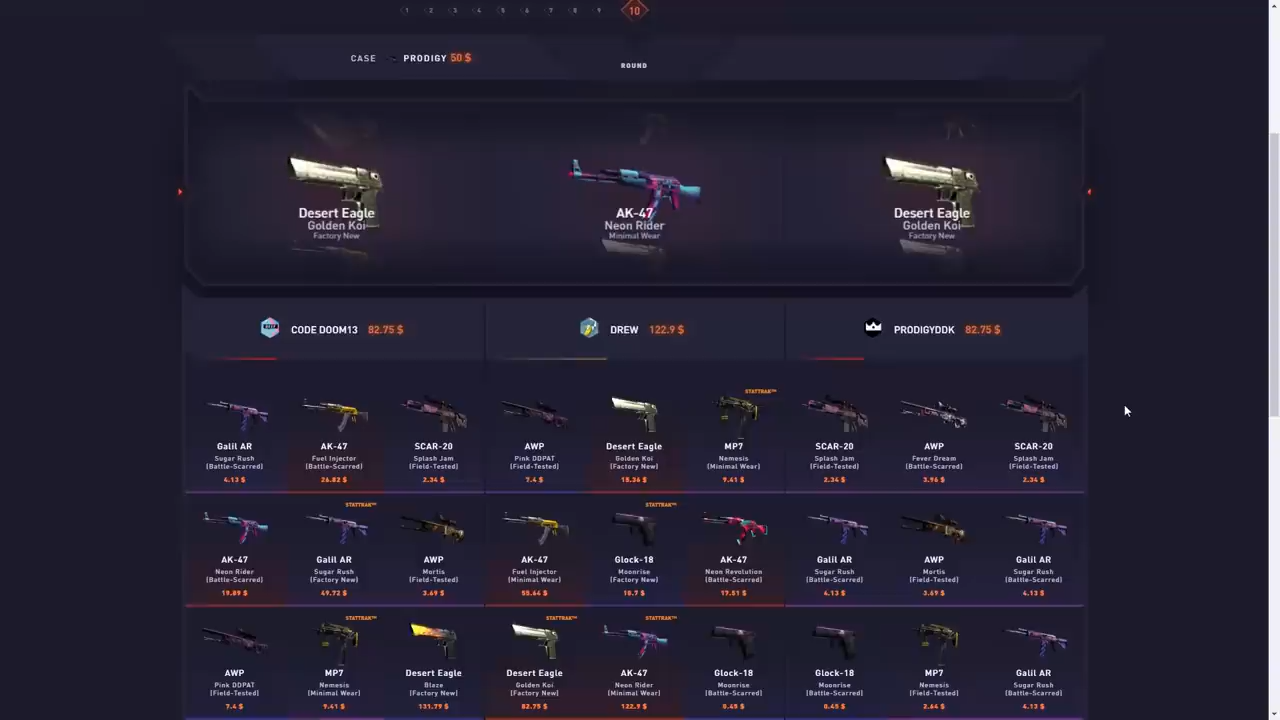 1 2 3 4 5 6 7 8 9 10
CASE PRODIGY 50 $
ROUND
Desert Eagle
Golden Koi
Factory New
AK-47
Neon Rider
Minimal Wear
Desert Eagle
Golden Koi
Factory New
CODE DOOM13 82.75 $
DREW 122.9 $
PRODIGYDDK 82.75 $
Galil AR
Sugar Rush
(Battle-Scarred)
4.13 $
AK-47
Fuel Injector
(Battle-Scarred)
26.82 $
SCAR-20
Splash Jam
(Field-Tested)
2.34 $
AWP
Pink DDPAT
(Field-Tested)
7.4 $
Desert Eagle
Golden Koi
(Factory New)
15.36 $
STATTRAK™
MP7
Nemesis
(Minimal Wear)
9.41 $
SCAR-20
Splash Jam
(Field-Tested)
2.34 $
AWP
Fever Dream
(Battle-Scarred)
3.96 $
SCAR-20
Splash Jam
(Field-Tested)
2.34 $
AK-47
Neon Rider
(Battle-Scarred)
19.89 $
STATTRAK™
Galil AR
Sugar Rush
(Factory New)
49.72 $
AWP
Mortis
(Field-Tested)
3.69 $
AK-47
Fuel Injector
(Minimal Wear)
55.64 $
STATTRAK™
Glock-18
Moonrise
(Factory New)
10.7 $
AK-47
Neon Revolution
(Battle-Scarred)
17.51 $
Galil AR
Sugar Rush
(Battle-Scarred)
4.13 $
AWP
Mortis
(Field-Tested)
3.69 $
Galil AR
Sugar Rush
(Battle-Scarred)
4.13 $
AWP
Pink DDPAT
(Field-Tested)
7.4 $
STATTRAK™
MP7
Nemesis
(Minimal Wear)
9.41 $
Desert Eagle
Blaze
(Factory New)
131.79 $
STATTRAK™
Desert Eagle
Golden Koi
(Factory New)
82.75 $
STATTRAK™
AK-47
Neon Rider
(Minimal Wear)
122.9 $
Glock-18
Moonrise
(Battle-Scarred)
0.45 $
Glock-18
Moonrise
(Battle-Scarred)
0.45 $
MP7
Nemesis
(Field-Tested)
2.64 $
Galil AR
Sugar Rush
(Battle-Scarred)
4.13 $